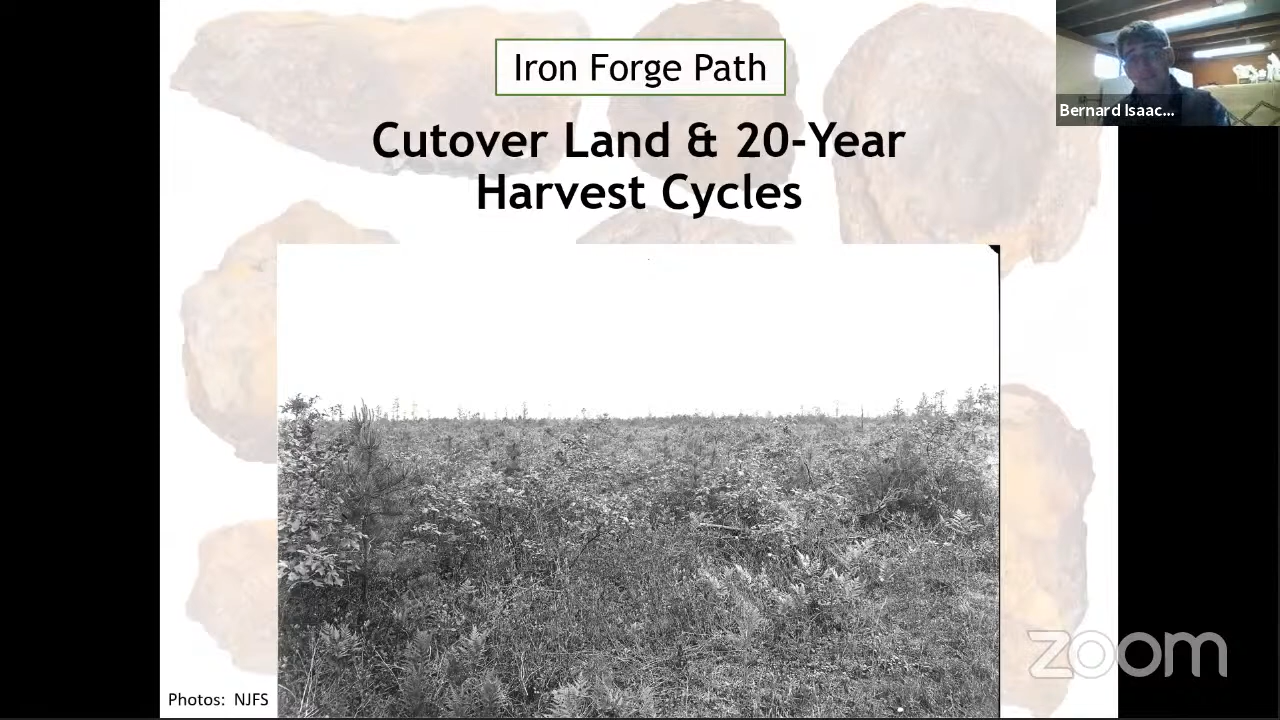 Iron Forge Path
Bernard Isaac...
Cutover Land & 20-Year
Harvest Cycles
Photos: NJFS
zoom